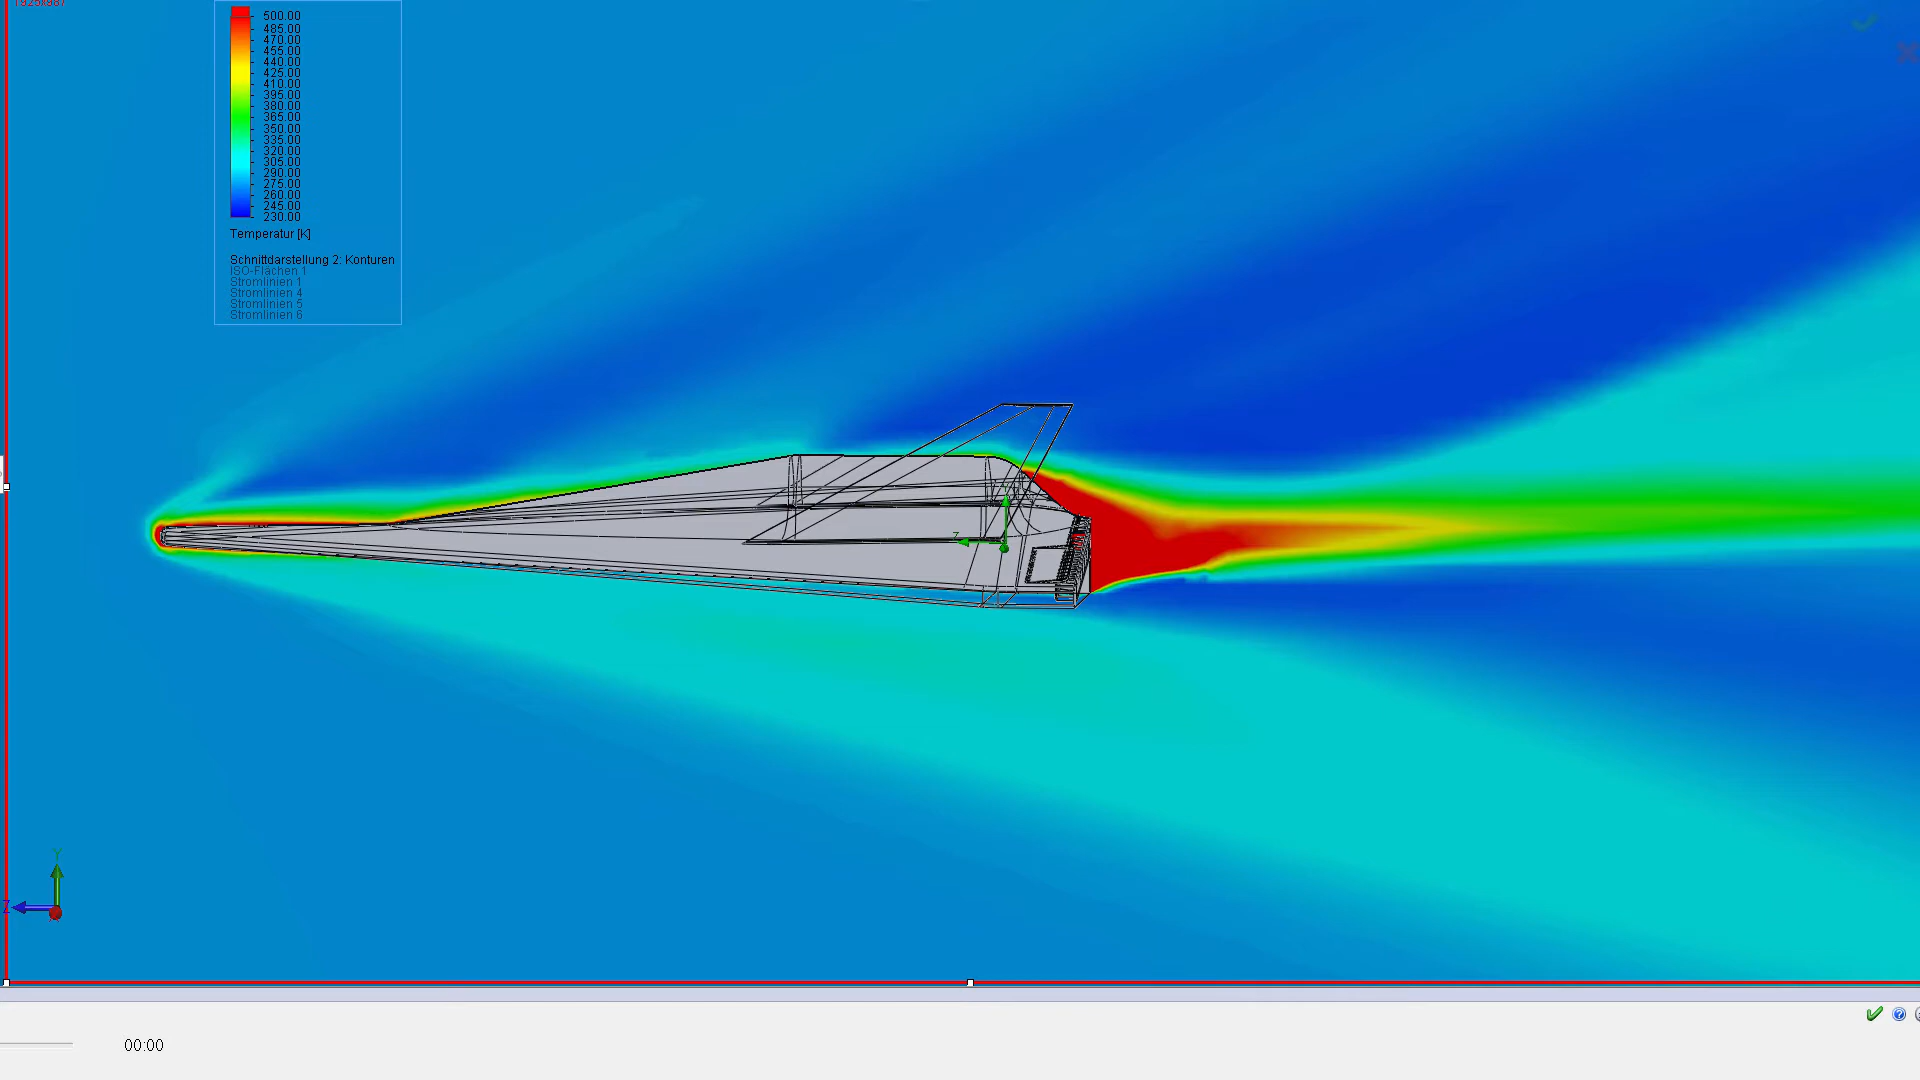 1925x987
500.00
485.00
470.00
455.00
440.00
425.00
410.00
395.00
380.00
365.00
350.00
335.00
320.00
305.00
290.00
275.00
260.00
245.00
230.00
Temperatur [K]
Schnittdarstellung 2: Konturen
ISO-Flächen 1
Stromlinien 1
Stromlinien 4
Stromlinien 5
Stromlinien 6
Z
Y
Z
00:00